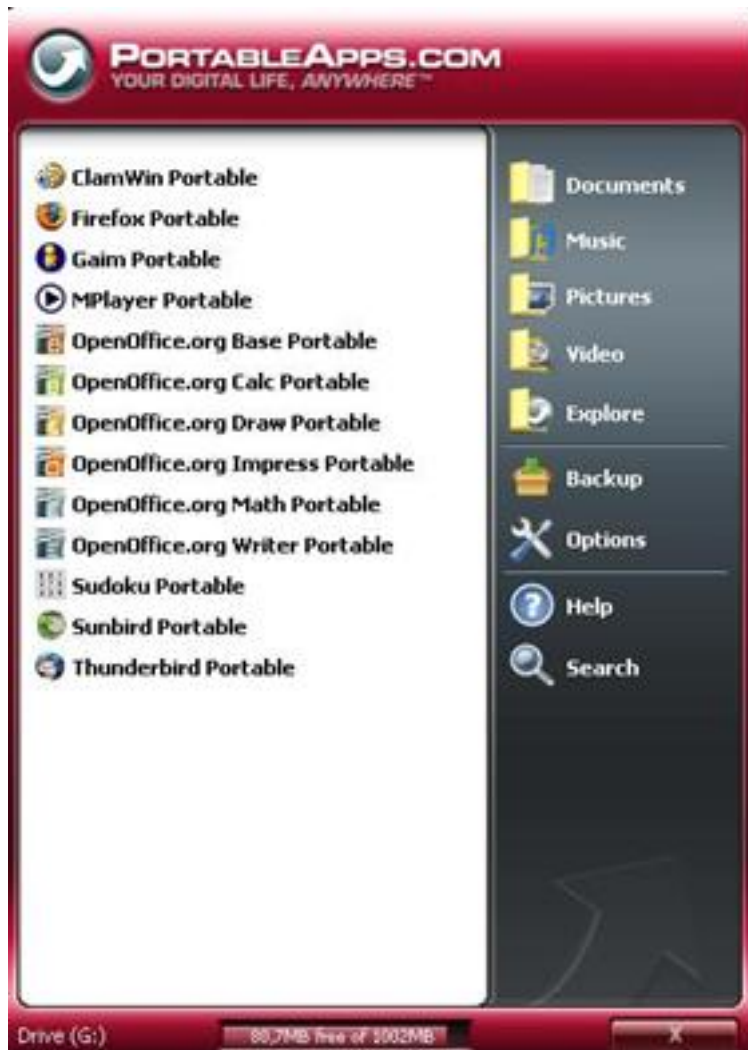 PORTABLEAPPS.COM
YOUR DIGITAL LIFE, ANYWHERE™
ClamWin Portable
Firefox Portable
Gaim Portable
MPlayer Portable
OpenOffice.org Base Portable
OpenOffice.org Calc Portable
OpenOffice.org Draw Portable
OpenOffice.org Impress Portable
OpenOffice.org Math Portable
OpenOffice.org Writer Portable
Sudoku Portable
Sunbird Portable
Thunderbird Portable
Documents
Music
Pictures
Video
Explore
Backup
Options
Help
Search
Drive (G:)
80,7MB free of 1002MB
X